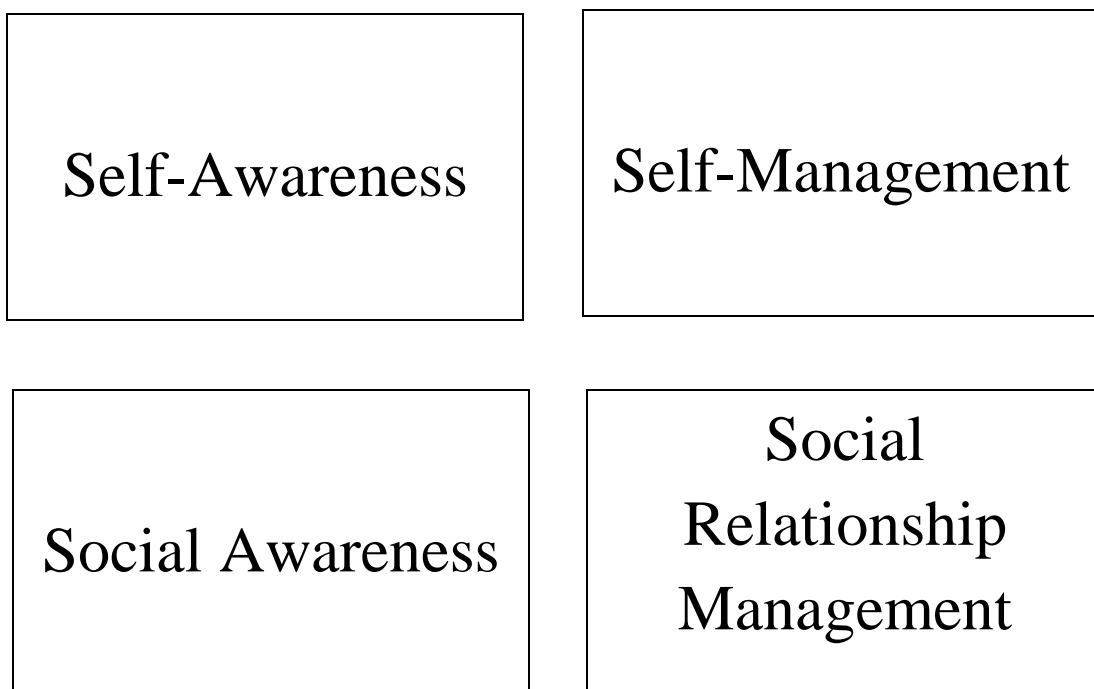 Self-Awareness
Self-Management
Social Awareness
Social
Relationship
Management